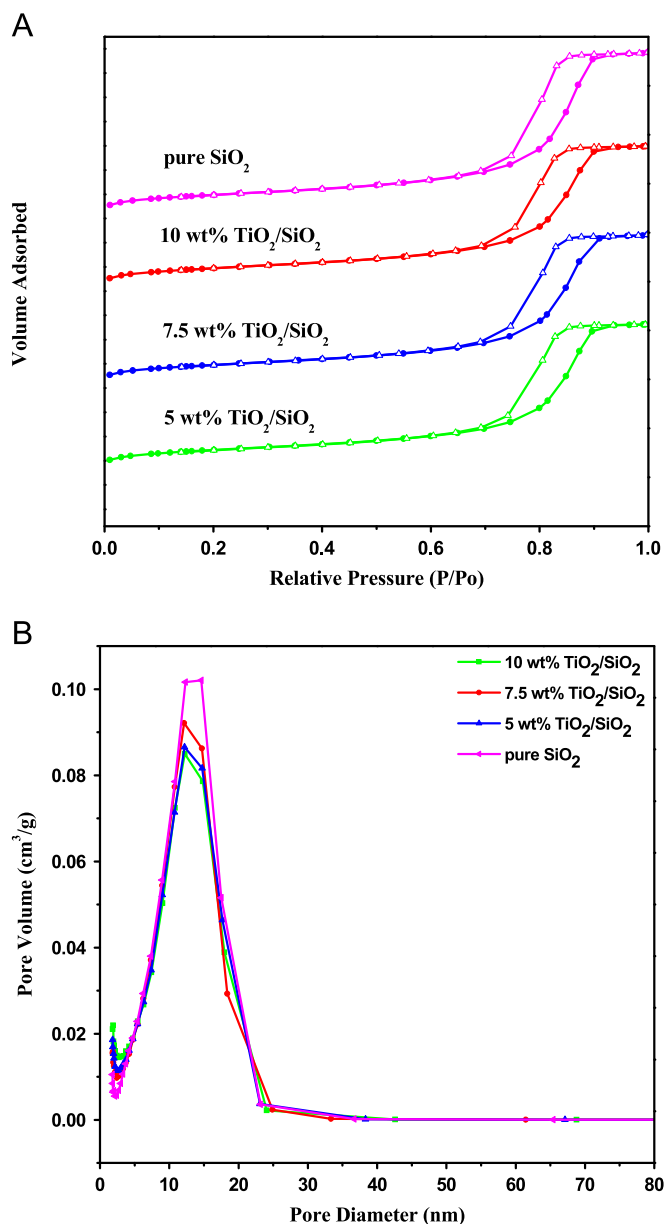 A
Volume Adsorbed
pure SiO₂
10 wt% TiO₂/SiO₂
7.5 wt% TiO₂/SiO₂
5 wt% TiO₂/SiO₂
0.0 0.2 0.4 0.6 0.8 1.0
Relative Pressure (P/Po)
B
10 wt% TiO₂/SiO₂
7.5 wt% TiO₂/SiO₂
5 wt% TiO₂/SiO₂
pure SiO₂
Pore Volume (cm³/g)
0.10
0.08
0.06
0.04
0.02
0.00
0 10 20 30 40 50 60 70 80
Pore Diameter (nm)